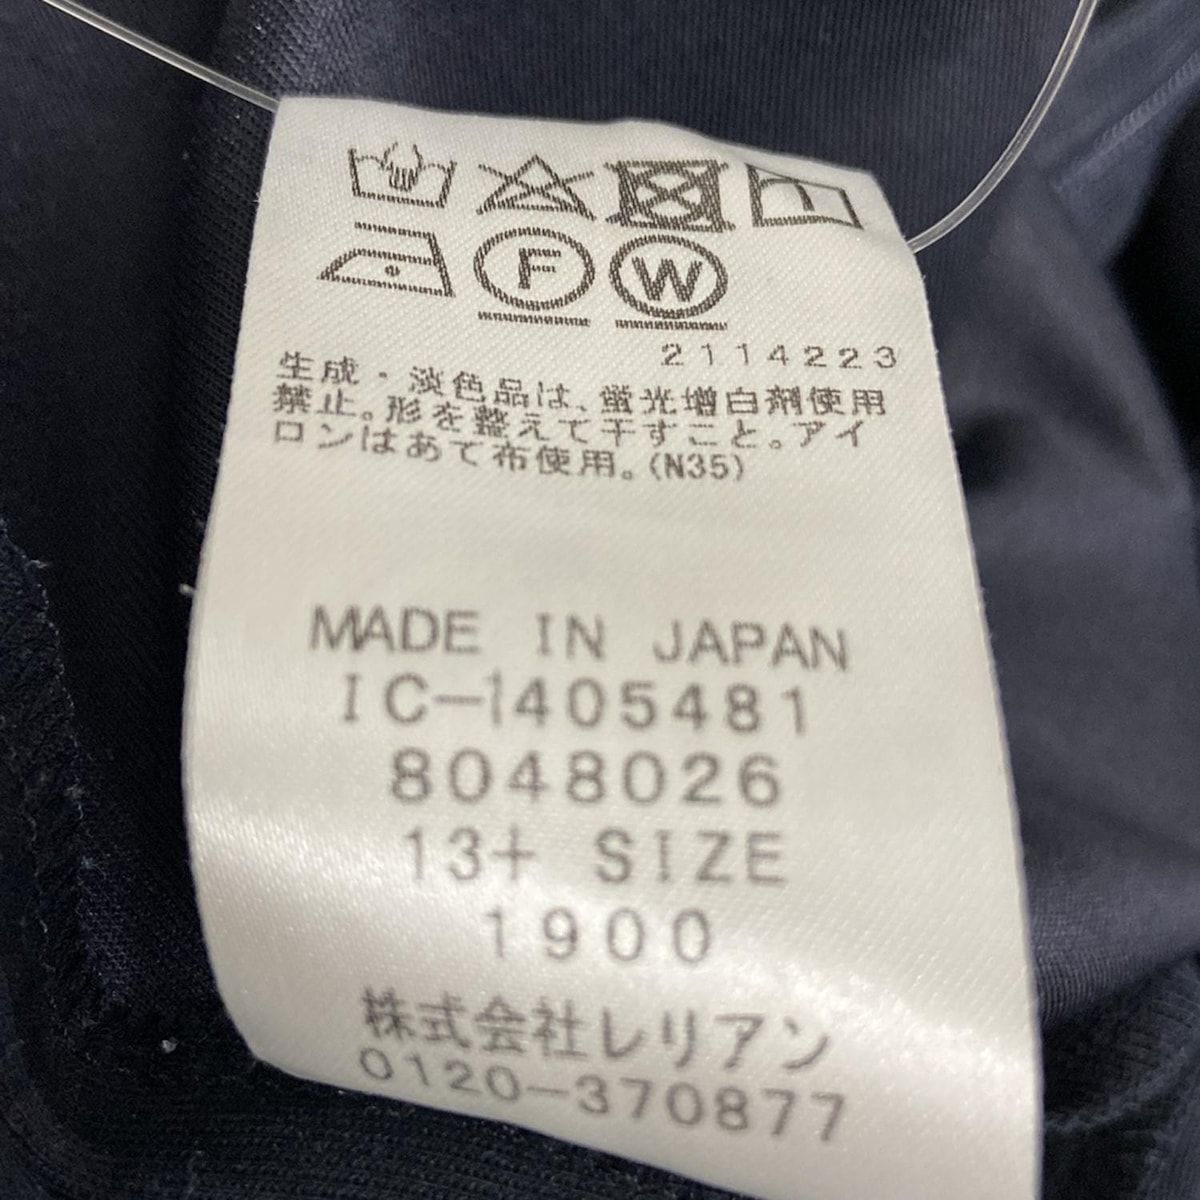 F W
2114223
生成・淡色品は、蛍光増白剤使用
禁止。形を整えて干すこと。アイ
ロンはあて布使用。(N35)
MADE IN JAPAN
IC-1405481
8048026
13+ SIZE
1900
株式会社レリアン
0120-370877